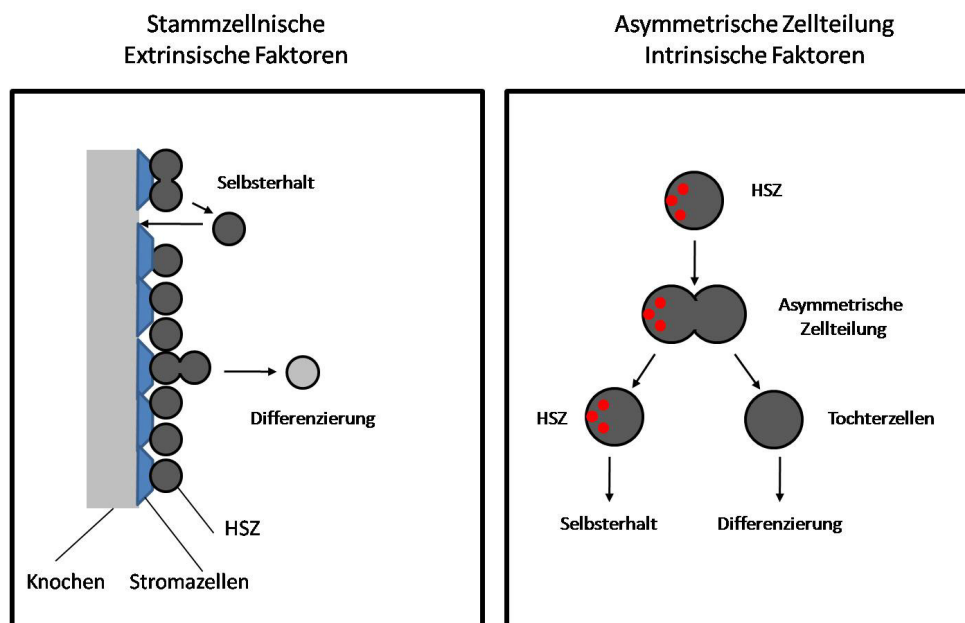 Stammzellnische
Extrinsische Faktoren
Selbsterhalt
Differenzierung
HSZ
Knochen
Stromazellen
Asymmetrische Zellteilung
Intrinsische Faktoren
HSZ
Asymmetrische
Zellteilung
HSZ
Tochterzellen
Selbsterhalt
Differenzierung